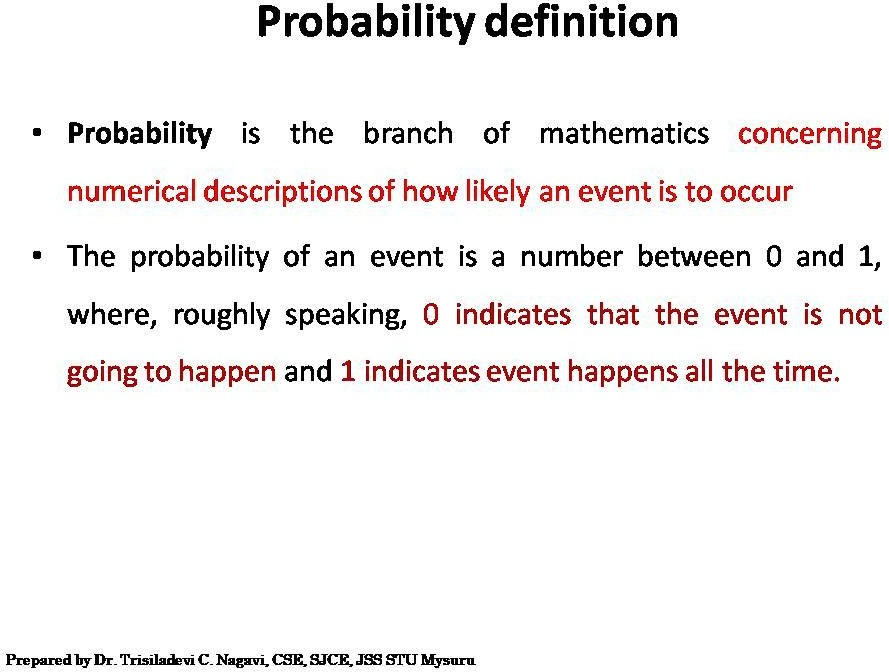 Probability definition
• Probability is the branch of mathematics concerning
numerical descriptions of how likely an event is to occur
• The probability of an event is a number between 0 and 1,
where, roughly speaking, 0 indicates that the event is not
going to happen and 1 indicates event happens all the time.
Prepared by Dr. Trisiladevi C. Nagavi, CSE, SJCE, JSS STU Mysuru